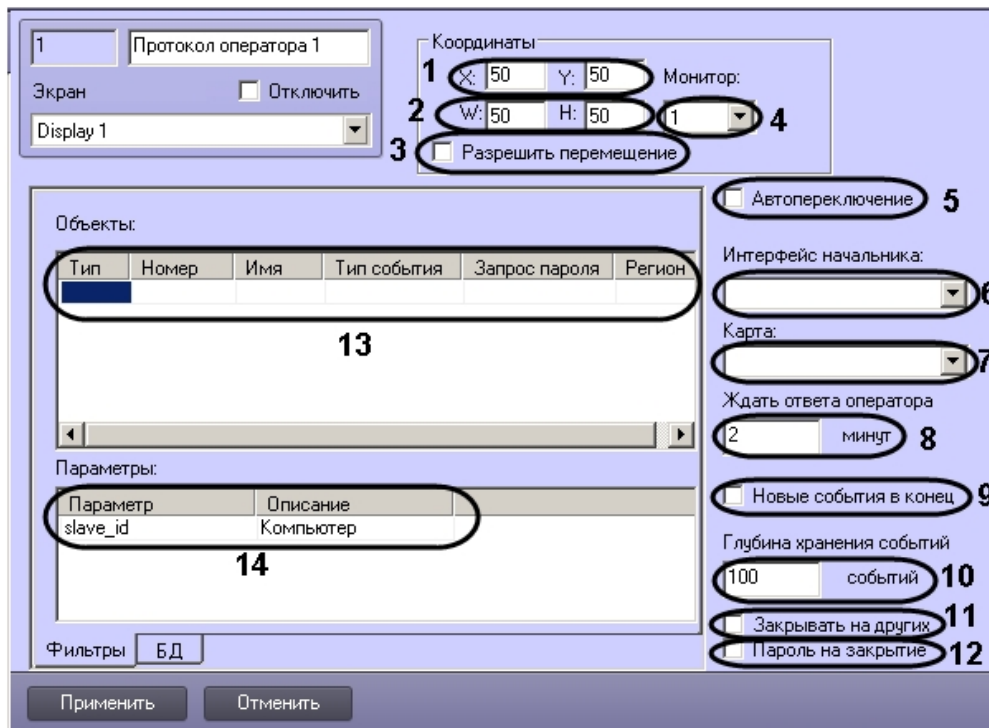 1
Протокол оператора 1
Экран
Отключить
Display 1
Координаты
1
X: 50 Y: 50
Монитор:
2
W: 50 H: 50
1
4
3
Разрешить перемещение
Автопереключение
5
Объекты:
Тип Номер Имя Тип события Запрос пароля Регион
13
Интерфейс начальника:
6
Карта:
7
Ждать ответа оператора
2 минут
8
Параметры:
Параметр Описание
slave_id Компьютер
14
Новые события в конец
9
Глубина хранения событий
100 событий
10
Закрывать на других
11
Пароль на закрытие
12
Фильтры БД
Применить Отменить